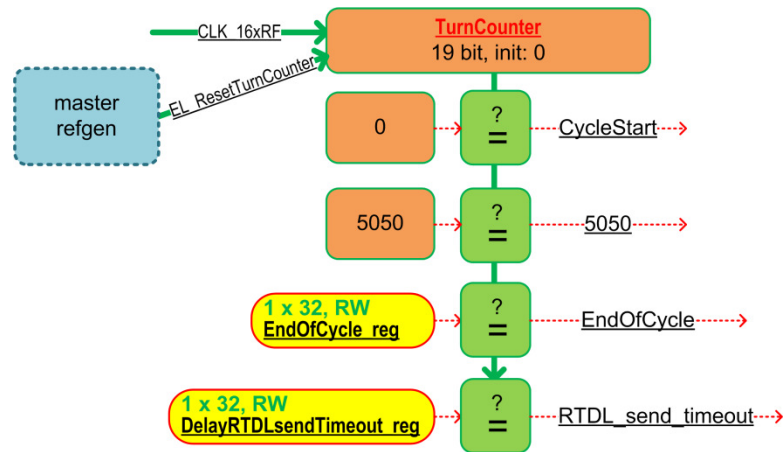 CLK_16xRF
TurnCounter
19 bit, init: 0
EL_ResetTurnCounter
master
refgen
0
?
=
CycleStart
5050
?
=
5050
1 x 32, RW
EndOfCycle_reg
?
=
EndOfCycle
1 x 32, RW
DelayRTDLsendTimeout_reg
?
=
RTDL_send_timeout